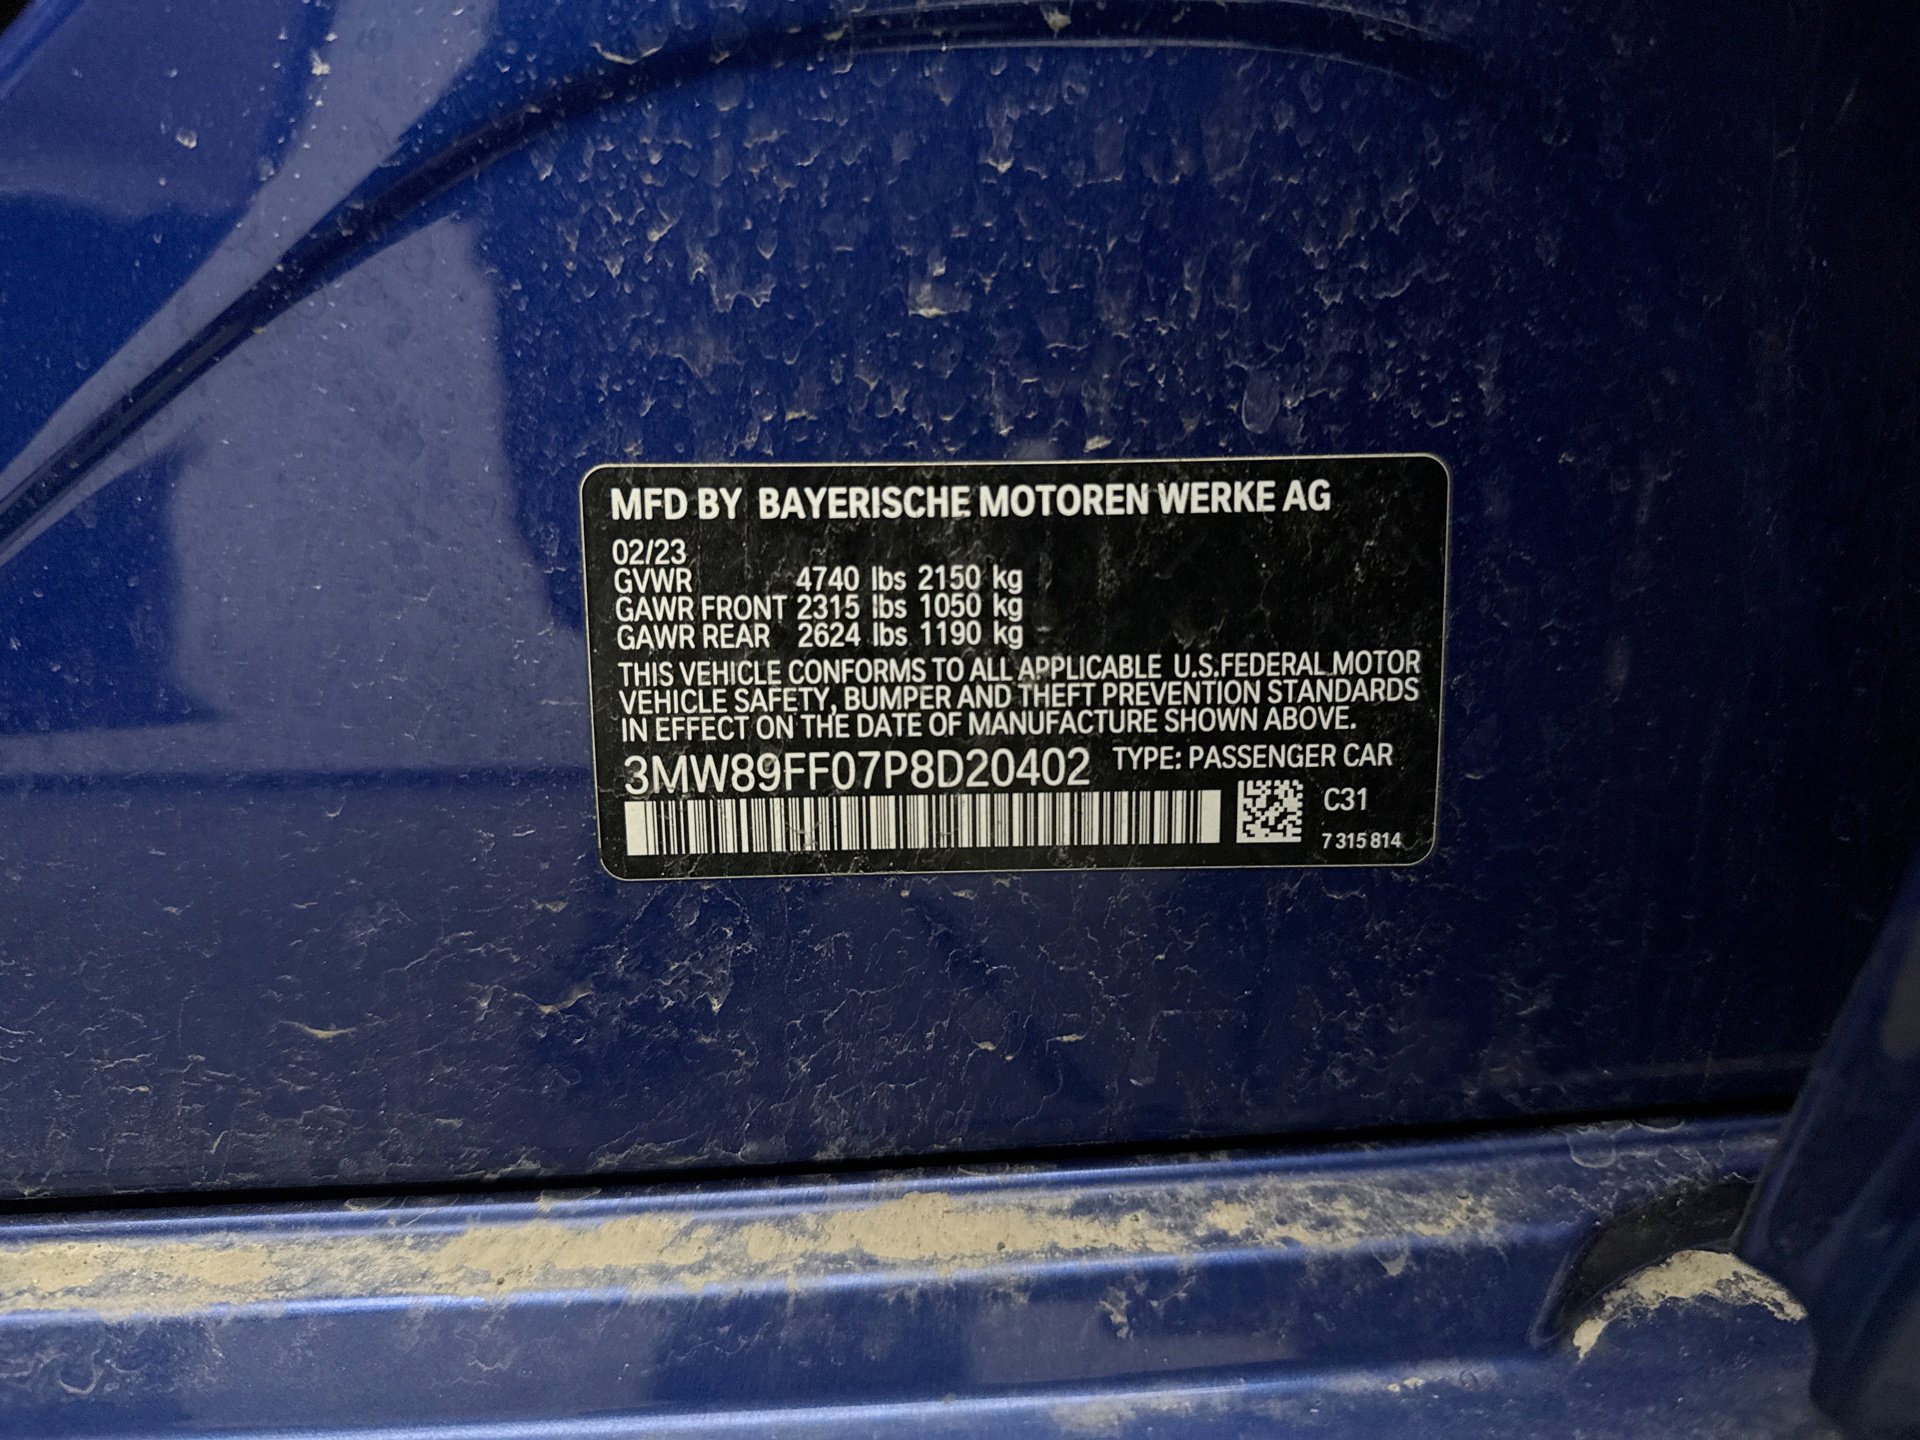 MFD BY BAYERISCHE MOTOREN WERKE AG
02/23
GVWR 4740 lbs 2150 kg
GAWR FRONT 2315 lbs 1050 kg
GAWR REAR 2624 lbs 1190 kg
THIS VEHICLE CONFORMS TO ALL APPLICABLE U.S.FEDERAL MOTOR
VEHICLE SAFETY, BUMPER AND THEFT PREVENTION STANDARDS
IN EFFECT ON THE DATE OF MANUFACTURE SHOWN ABOVE.
3MW89FF07P8D20402 TYPE: PASSENGER CAR
C31
7 315 814